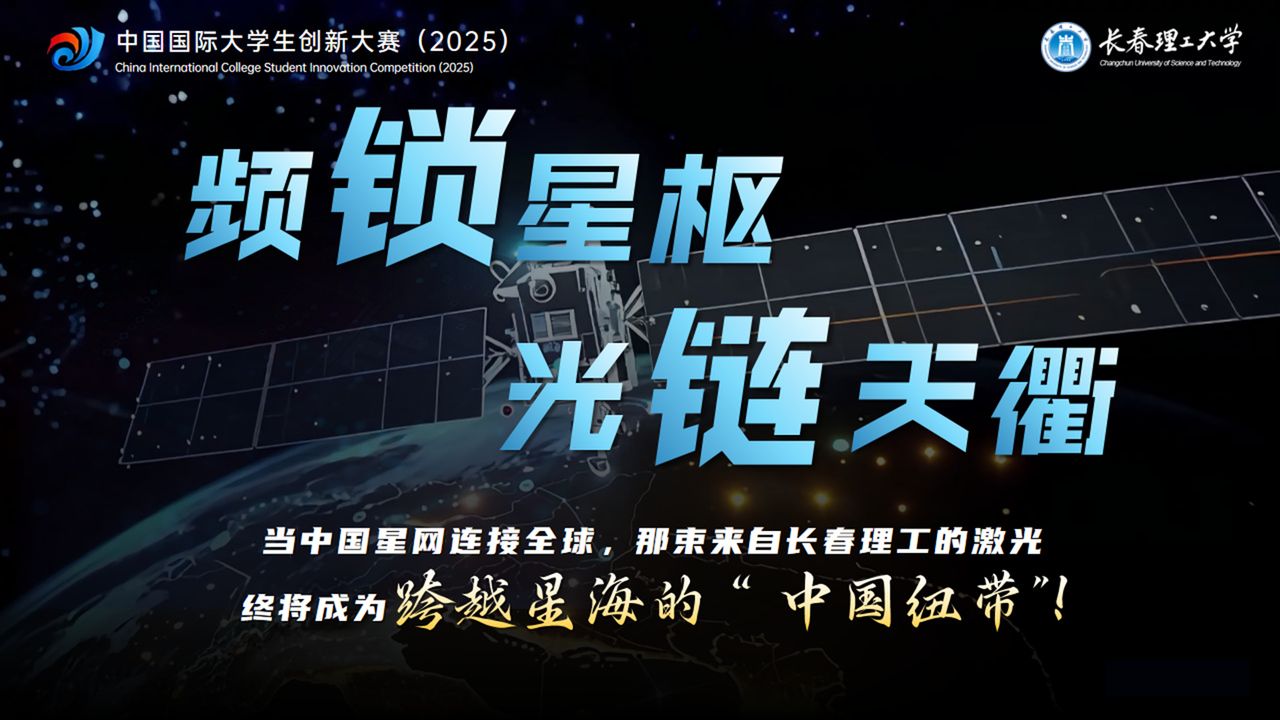 中国国际大学生创新大赛（2025）
China International College Student Innovation Competition (2025)
长春理工大学
Changchun University of Science and Technology
频锁星枢
光链天衢
当中国星网连接全球，那束来自长春理工的激光
终将成为跨越星海的“中国纽带”！